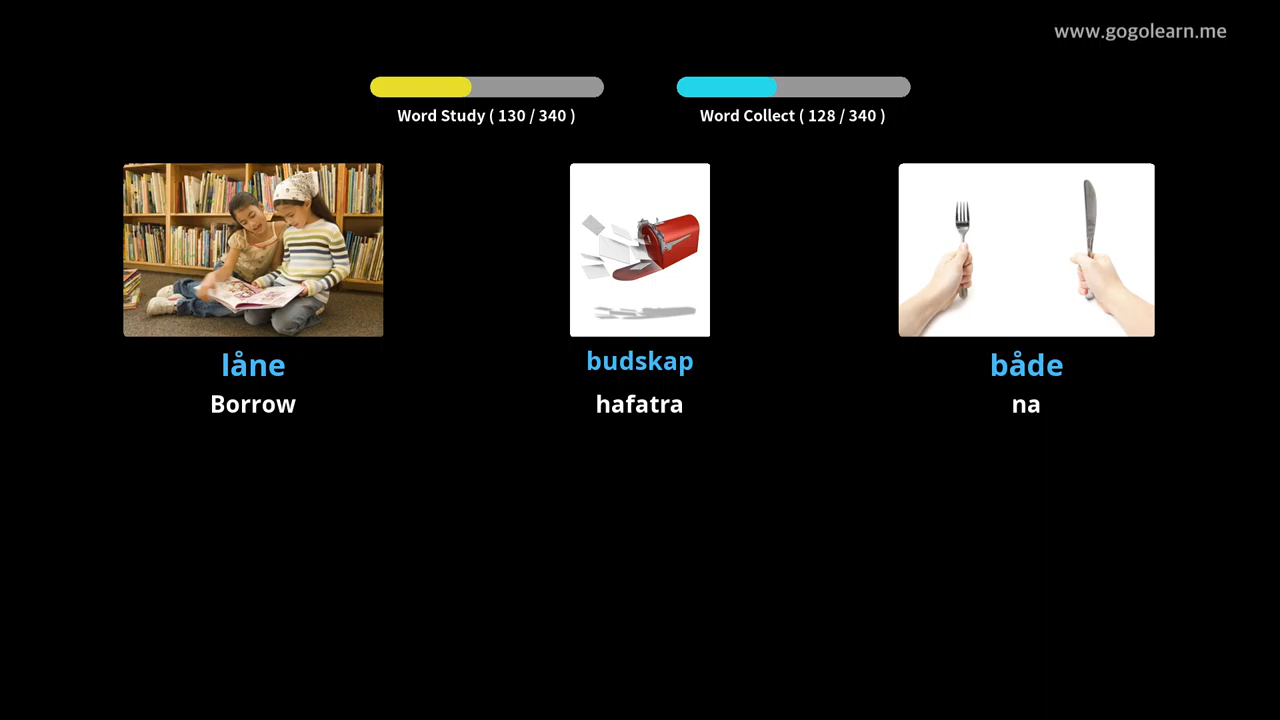 www.gogolearn.me
Word Study ( 130 / 340 )
Word Collect ( 128 / 340 )
låne
budskap
både
Borrow
hafatra
na